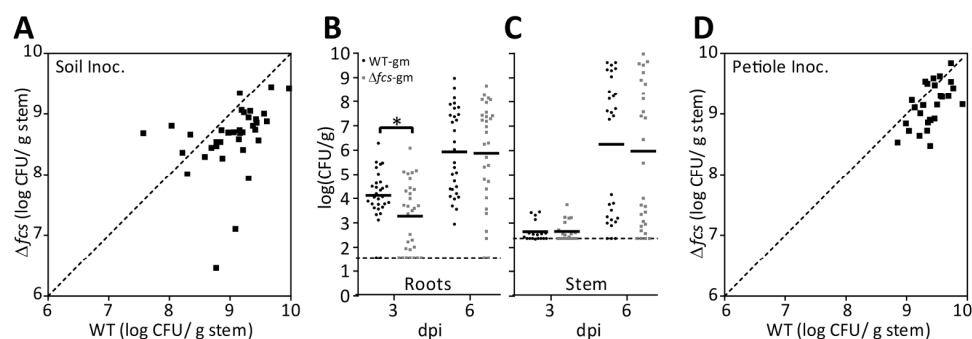 A
Soil Inoc.
Δfcs (log CFU/ g stem)
10
9
8
7
6
6 7 8 9 10
WT (log CFU/ g stem)
B
WT-gm
Δfcs-gm
*
log(CFU/g)
10
9
8
7
6
5
4
3
2
1
0
Roots
3 6
dpi
C
Stem
3 6
dpi
D
Petiole Inoc.
Δfcs (log CFU/ g stem)
10
9
8
7
6
6 7 8 9 10
WT (log CFU/ g stem)